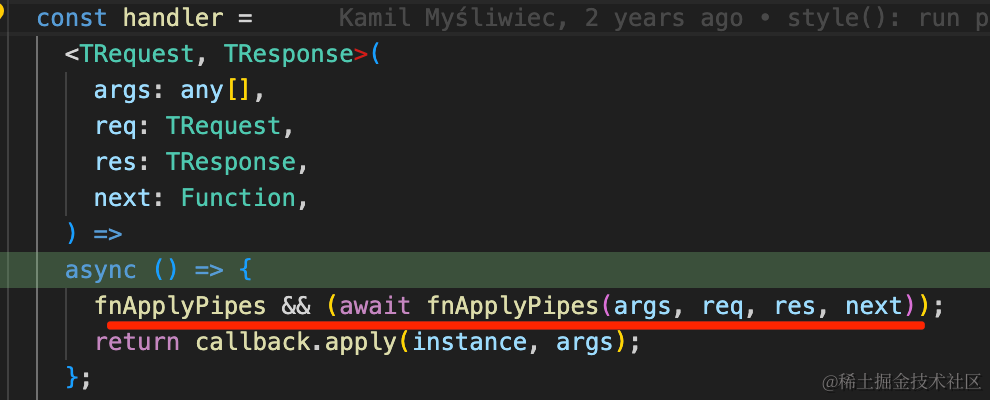 const handler = Kamil Myśliwiec, 2 years ago • style(): run p
<TRequest, TResponse>(
args: any[],
req: TRequest,
res: TResponse,
next: Function,
) =>
async () => {
fnApplyPipes && (await fnApplyPipes(args, req, res, next));
return callback.apply(instance, args);
};
@稀土掘金技术社区